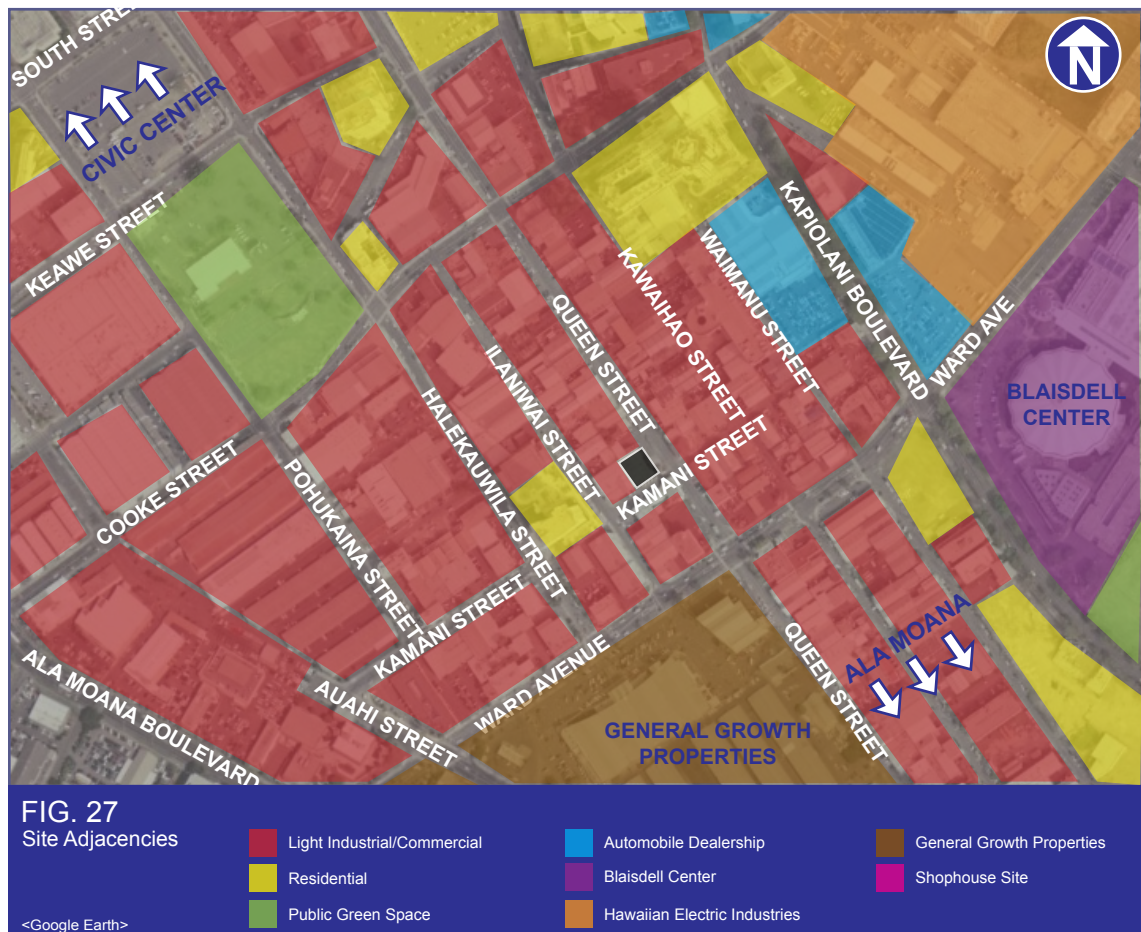 SOUTH STREET
N
CIVIC CENTER
KEAWE STREET
KAPIOLANI BOULEVARD
WAIMANU STREET
KAWAIHAO STREET
QUEEN STREET
ILANIWAI STREET
HALEKAUWILA STREET
WARD AVE
BLAISDELL
CENTER
KAMANI STREET
COOKE STREET
POHUKAINA STREET
KAMANI STREET
WARD AVENUE
ALA MOANA BOULEVARD
AUAHI STREET
GENERAL GROWTH
PROPERTIES
QUEEN STREET
ALA MOANA
FIG. 27
Site Adjacencies
<Google Earth>
Light Industrial/Commercial
Residential
Public Green Space
Automobile Dealership
Blaisdell Center
Hawaiian Electric Industries
General Growth Properties
Shophouse Site